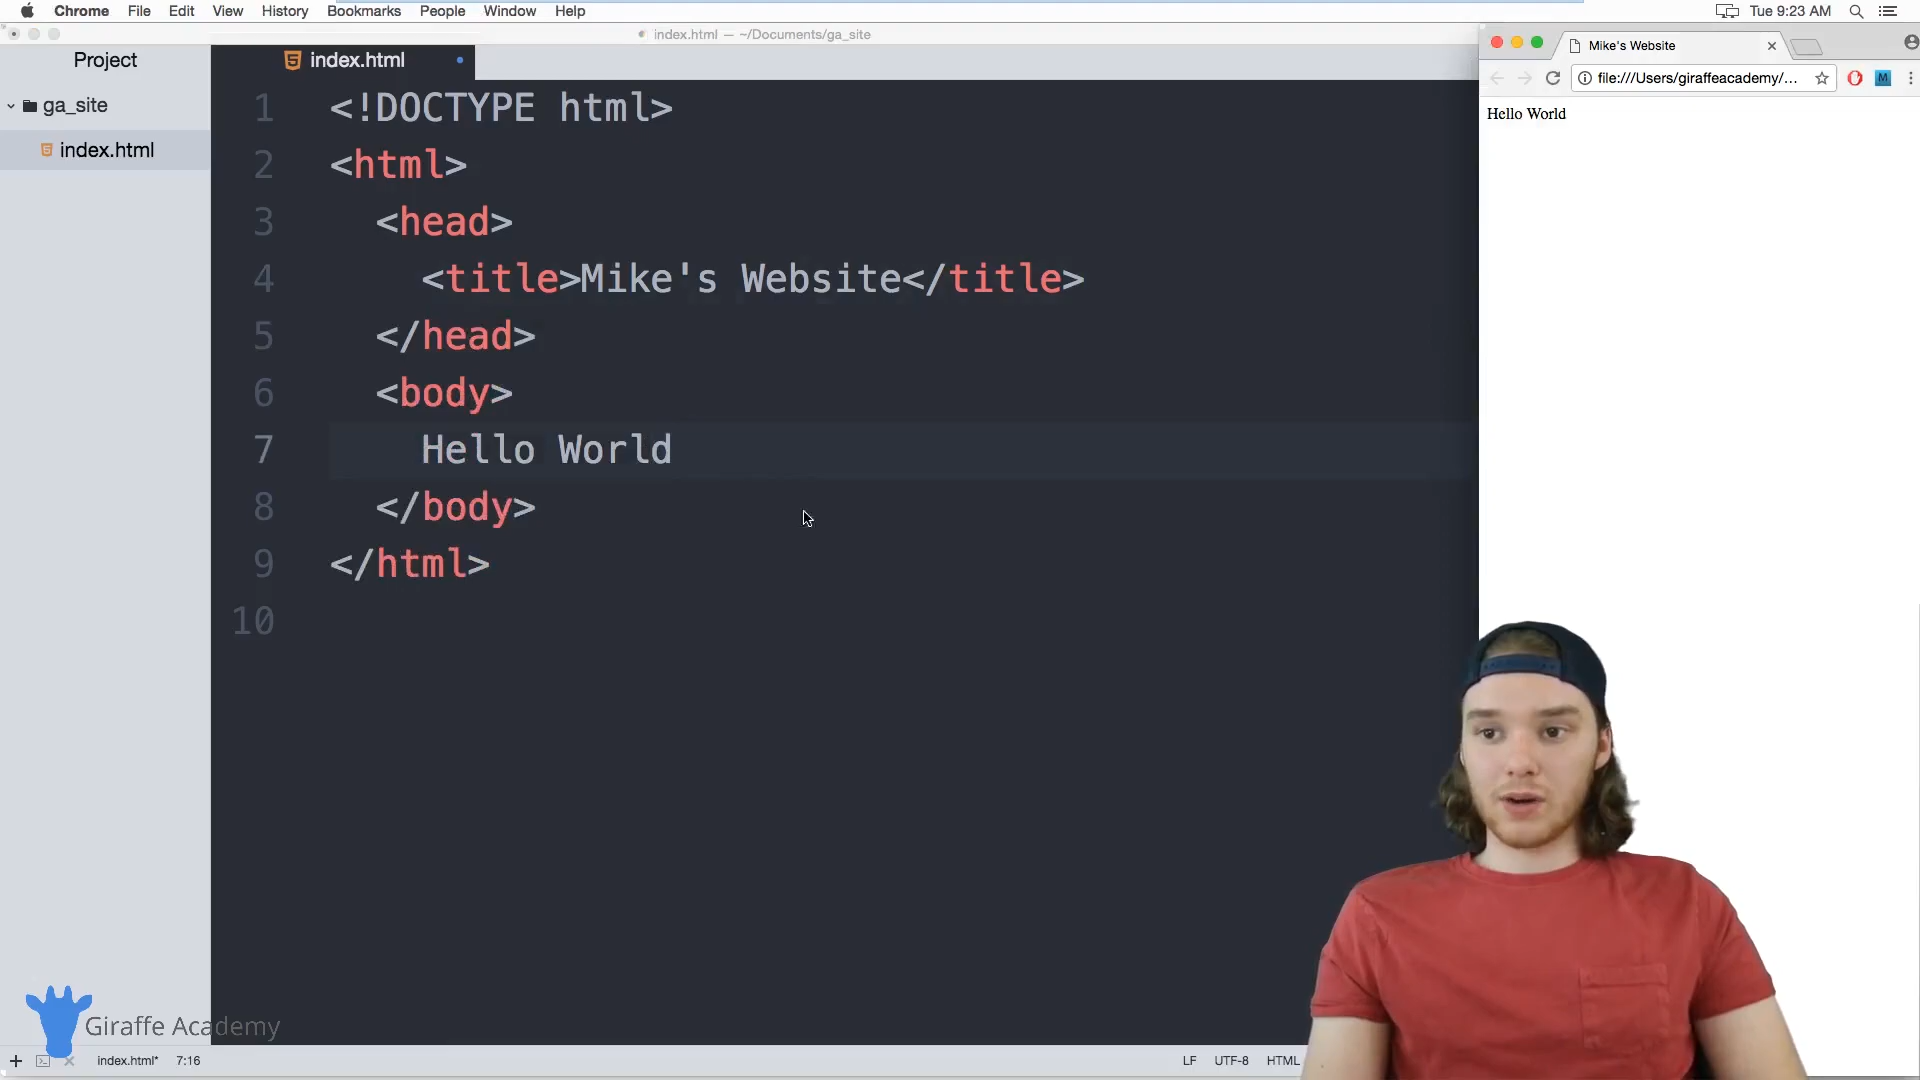 Chrome File Edit View History Bookmarks People Window Help Tue 9:23 AM
index.html — ~/Documents/ga_site
Project
ga_site
index.html
index.html
1 <!DOCTYPE html>
2 <html>
3 <head>
4 <title>Mike's Website</title>
5 </head>
6 <body>
7 Hello World
8 </body>
9 </html>
10
Mike's Website
file:///Users/giraffeacademy/...
M
Hello World
Giraffe Academy
index.html* 7:16 LF UTF-8 HTML